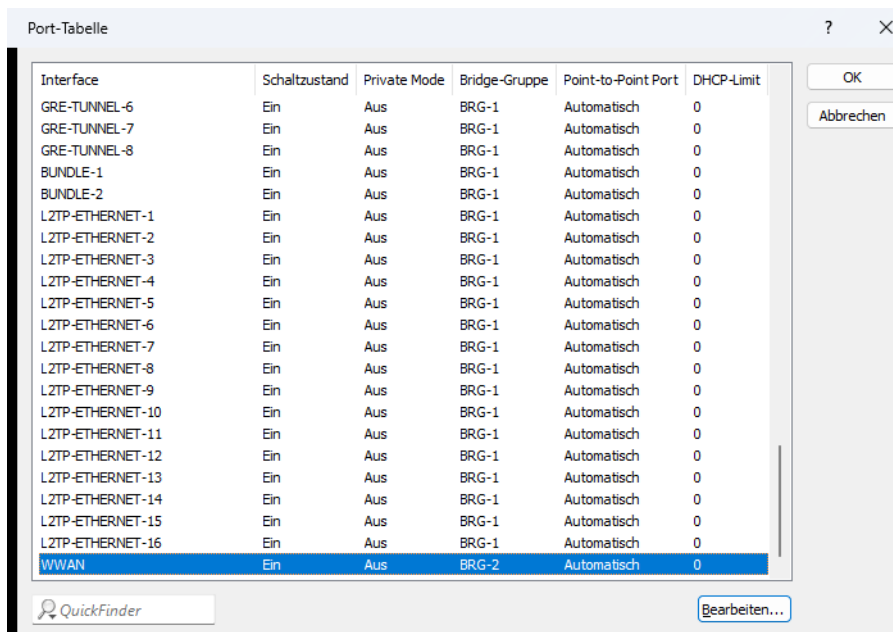 Port-Tabelle ? ×
Interface Schaltzustand Private Mode Bridge-Gruppe Point-to-Point Port DHCP-Limit OK
GRE-TUNNEL-6 Ein Aus BRG-1 Automatisch 0
GRE-TUNNEL-7 Ein Aus BRG-1 Automatisch 0 Abbrechen
GRE-TUNNEL-8 Ein Aus BRG-1 Automatisch 0
BUNDLE-1 Ein Aus BRG-1 Automatisch 0
BUNDLE-2 Ein Aus BRG-1 Automatisch 0
L2TP-ETHERNET-1 Ein Aus BRG-1 Automatisch 0
L2TP-ETHERNET-2 Ein Aus BRG-1 Automatisch 0
L2TP-ETHERNET-3 Ein Aus BRG-1 Automatisch 0
L2TP-ETHERNET-4 Ein Aus BRG-1 Automatisch 0
L2TP-ETHERNET-5 Ein Aus BRG-1 Automatisch 0
L2TP-ETHERNET-6 Ein Aus BRG-1 Automatisch 0
L2TP-ETHERNET-7 Ein Aus BRG-1 Automatisch 0
L2TP-ETHERNET-8 Ein Aus BRG-1 Automatisch 0
L2TP-ETHERNET-9 Ein Aus BRG-1 Automatisch 0
L2TP-ETHERNET-10 Ein Aus BRG-1 Automatisch 0
L2TP-ETHERNET-11 Ein Aus BRG-1 Automatisch 0
L2TP-ETHERNET-12 Ein Aus BRG-1 Automatisch 0
L2TP-ETHERNET-13 Ein Aus BRG-1 Automatisch 0
L2TP-ETHERNET-14 Ein Aus BRG-1 Automatisch 0
L2TP-ETHERNET-15 Ein Aus BRG-1 Automatisch 0
L2TP-ETHERNET-16 Ein Aus BRG-1 Automatisch 0
WWAN Ein Aus BRG-2 Automatisch 0
QuickFinder Bearbeiten...